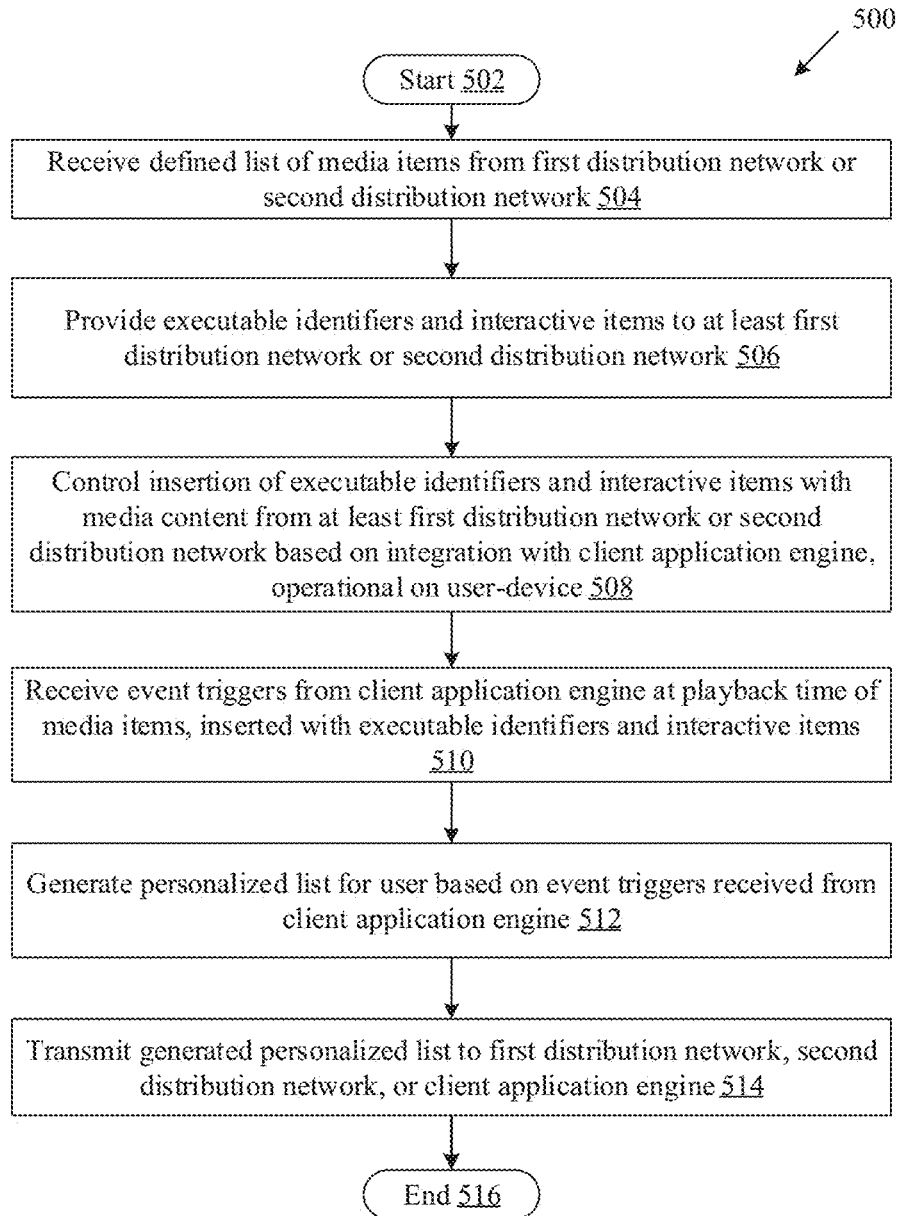 500
Start 502
Receive defined list of media items from first distribution network or
second distribution network 504
Provide executable identifiers and interactive items to at least first
distribution network or second distribution network 506
Control insertion of executable identifiers and interactive items with
media content from at least first distribution network or second
distribution network based on integration with client application engine,
operational on user-device 508
Receive event triggers from client application engine at playback time of
media items, inserted with executable identifiers and interactive items
510
Generate personalized list for user based on event triggers received from
client application engine 512
Transmit generated personalized list to first distribution network, second
distribution network, or client application engine 514
End 516